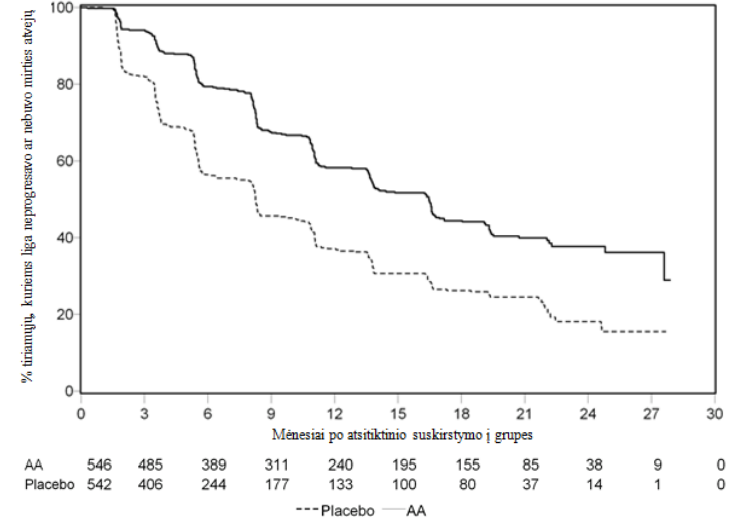 % tiriamųjų, kuriems liga neprogresavo ar nebuvo mirties atvejų
100
80
60
40
20
0
0 3 6 9 12 15 18 21 24 27 30
Mėnesiai po atsitiktinio suskirstymo į grupes
AA 546 485 389 311 240 195 155 85 38 9 0
Placebo 542 406 244 177 133 100 80 37 14 1 0
Placebo AA